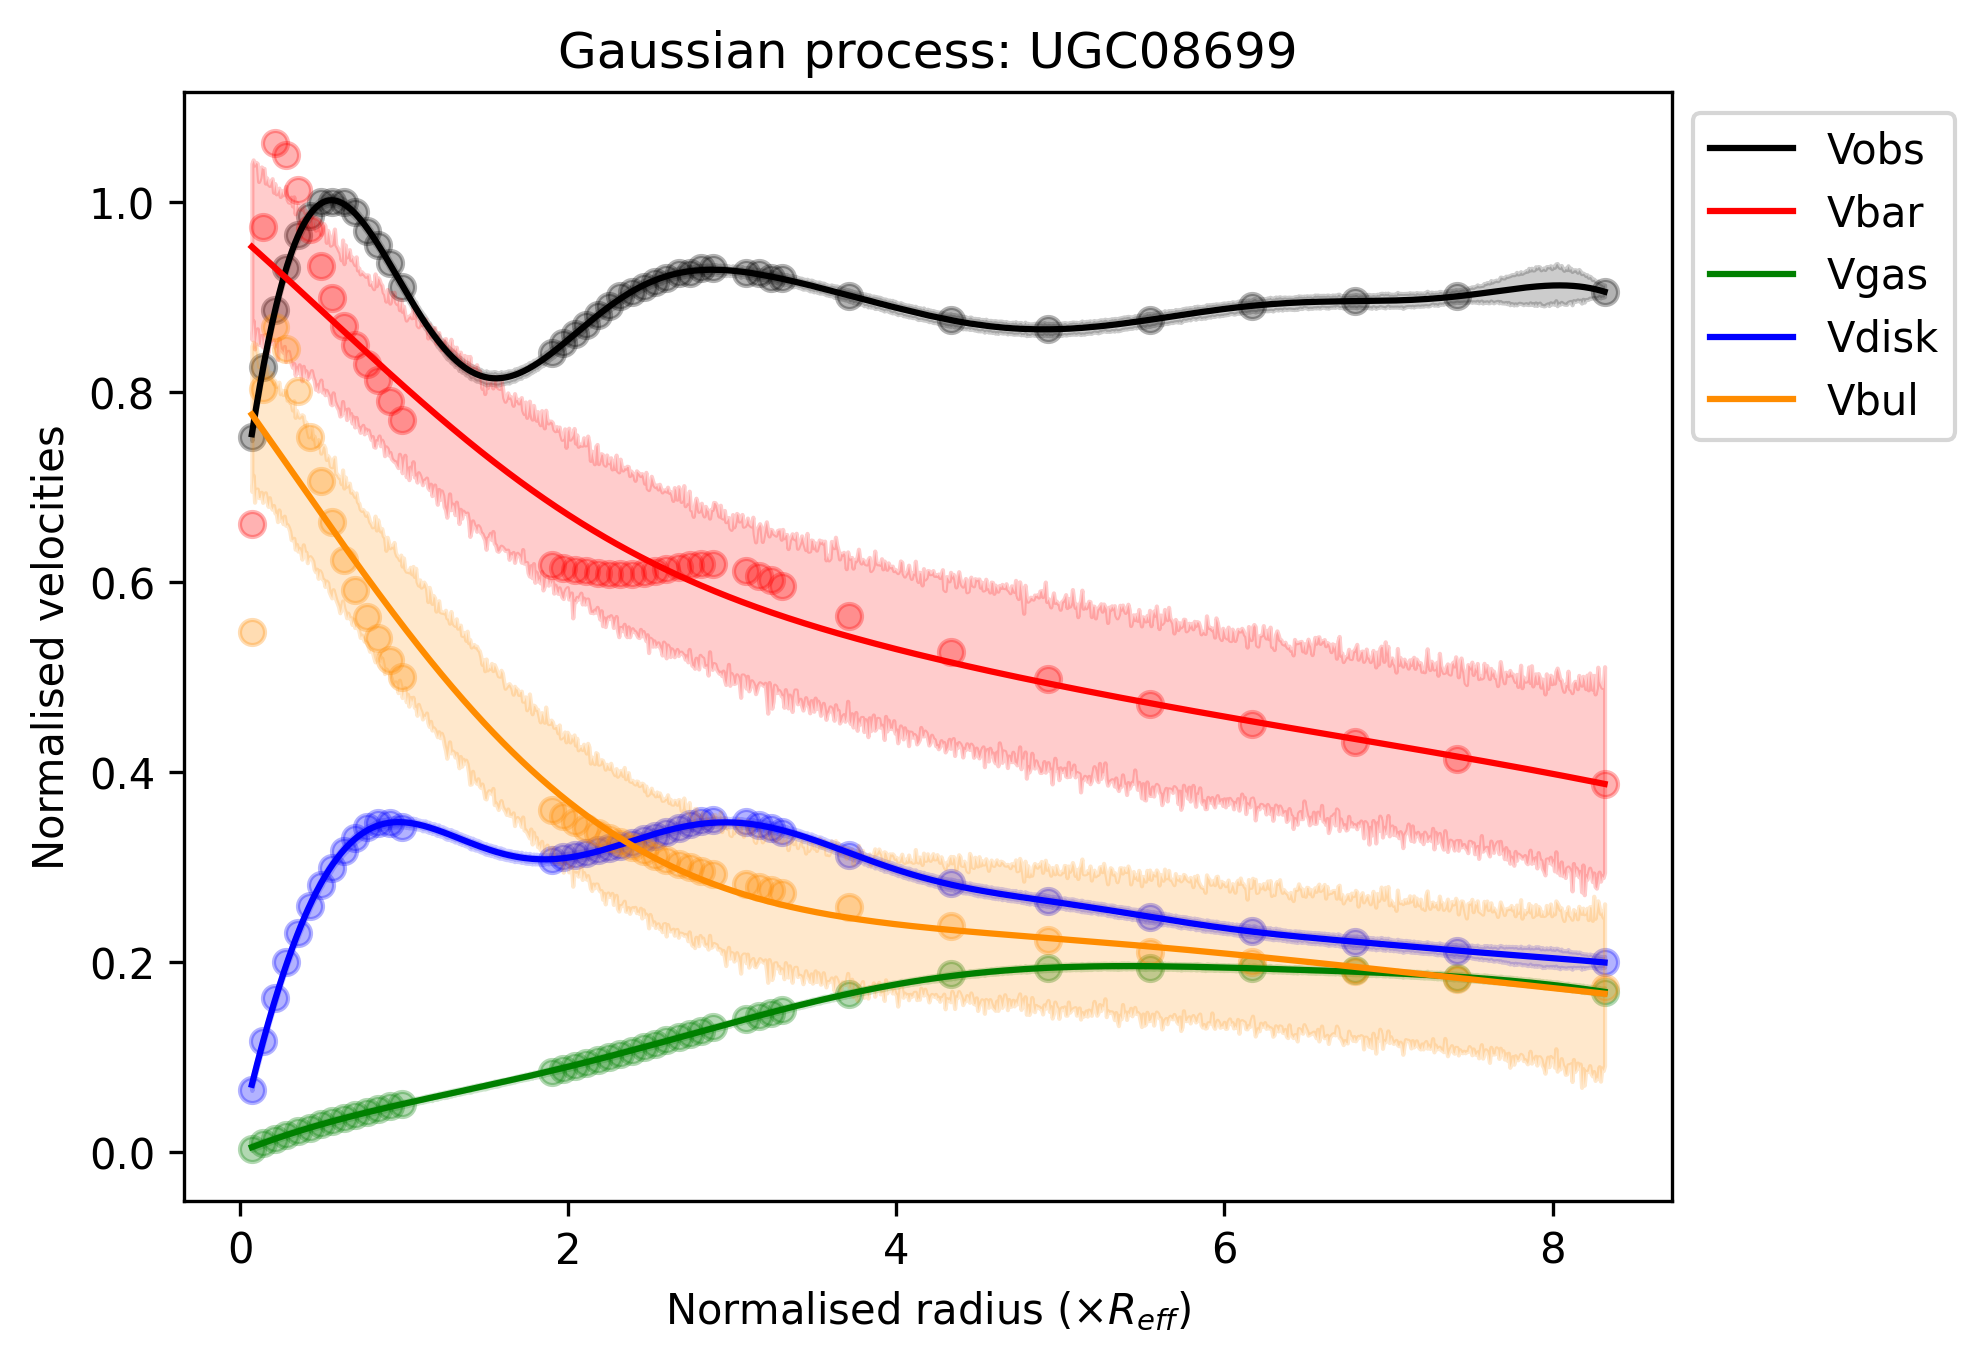 Gaussian process: UGC08699
Vobs
Vbar
Vgas
Vdisk
Vbul
Normalised velocities
1.0
0.8
0.6
0.4
0.2
0.0
0 2 4 6 8
Normalised radius (×R_eff)